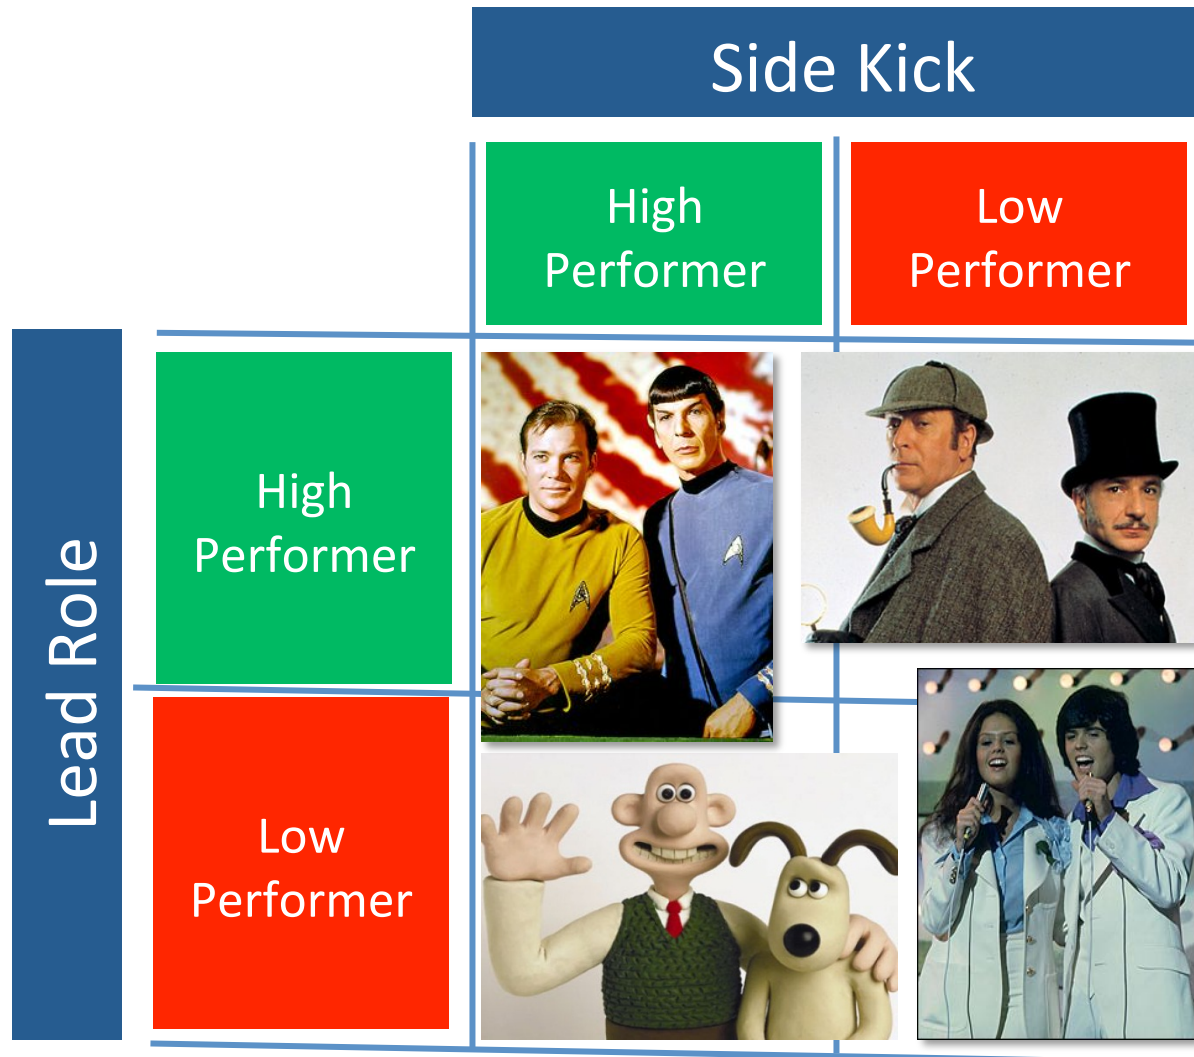 Side Kick
High
Performer
Low
Performer
Lead Role
High
Performer
Low
Performer